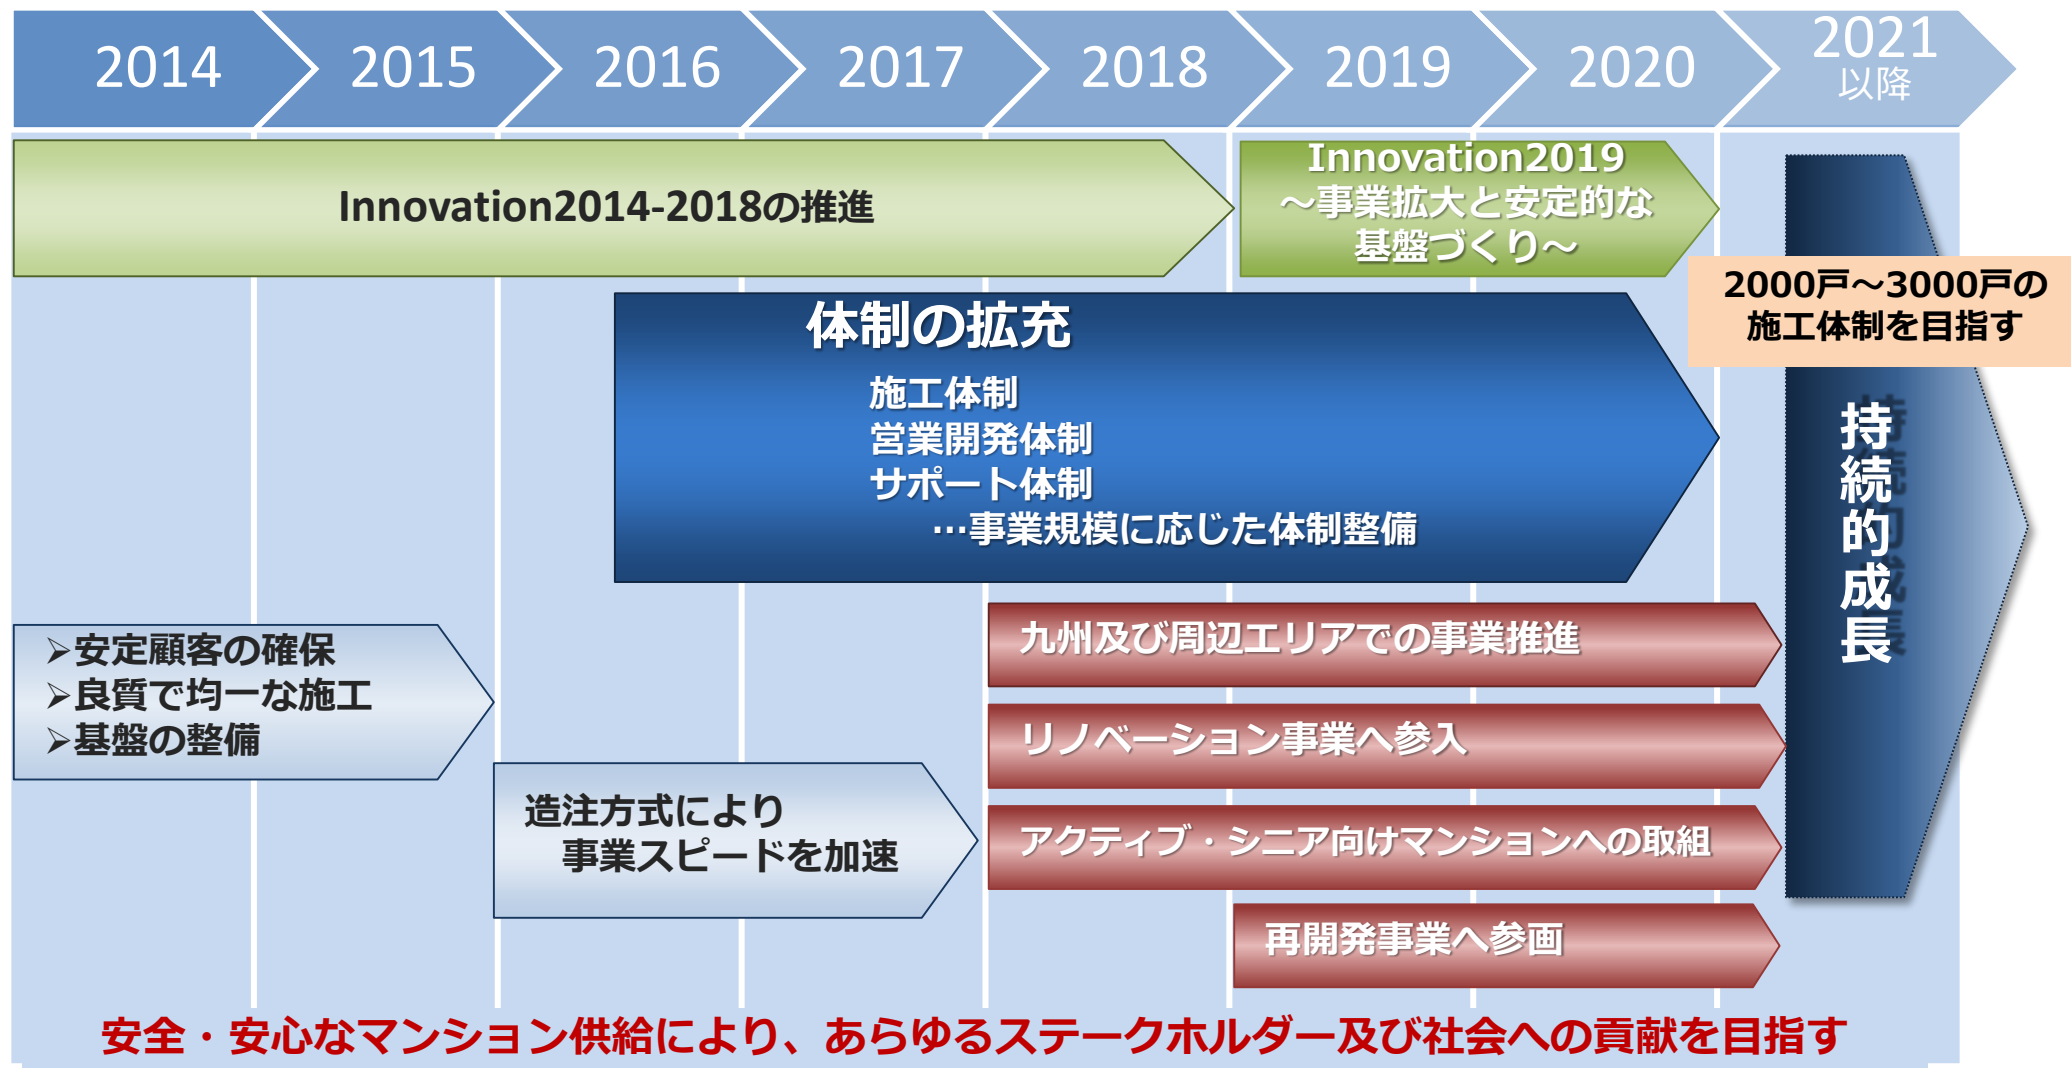 2014
2015
2016
2017
2018
2019
2020
2021
以降
Innovation2014-2018の推進
Innovation2019
～事業拡大と安定的な
基盤づくり～
2000戸～3000戸の
施工体制を目指す
体制の拡充
施工体制
営業開発体制
サポート体制
…事業規模に応じた体制整備
持続的成長
➢安定顧客の確保
➢良質で均一な施工
➢基盤の整備
造注方式により
事業スピードを加速
九州及び周辺エリアでの事業推進
リノベーション事業へ参入
アクティブ・シニア向けマンションへの取組
再開発事業へ参画
安全・安心なマンション供給により、あらゆるステークホルダー及び社会への貢献を目指す